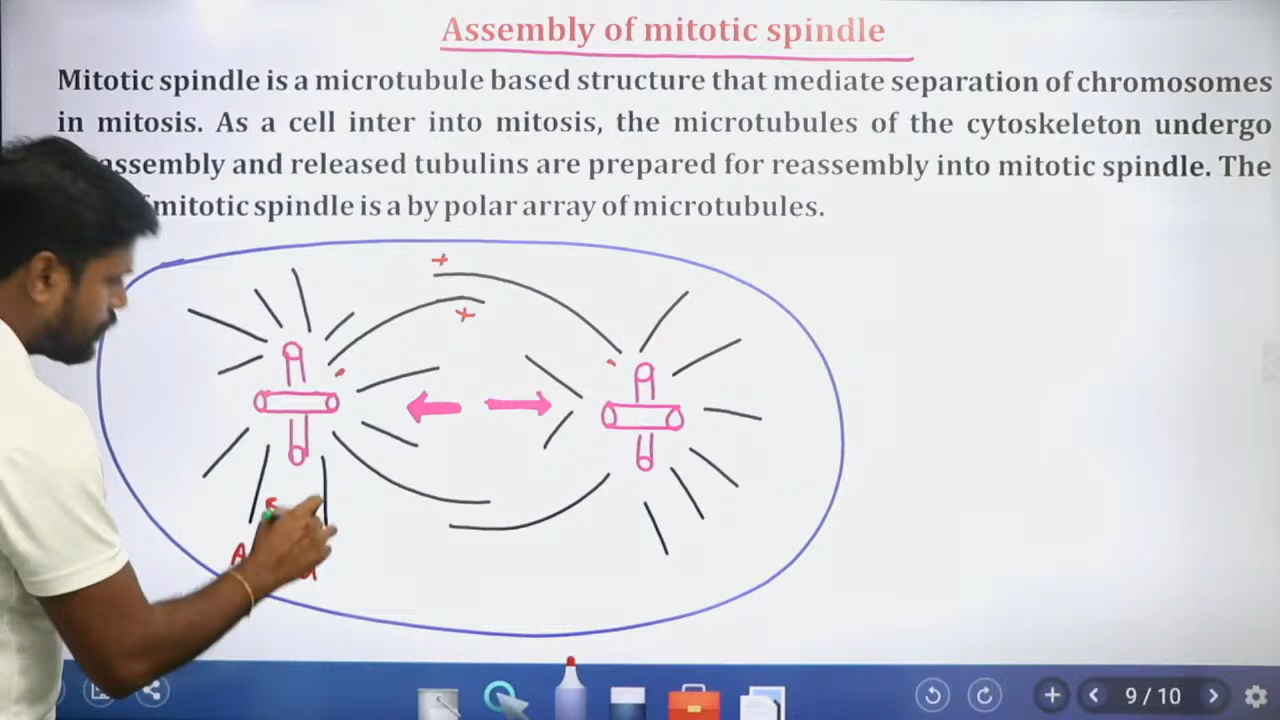 Assembly of mitotic spindle
Mitotic spindle is a microtubule based structure that mediate separation of chromosomes
in mitosis. As a cell inter into mitosis, the microtubules of the cytoskeleton undergo
assembly and released tubulins are prepared for reassembly into mitotic spindle. The
mitotic spindle is a by polar array of microtubules.
+
+
A
9 / 10